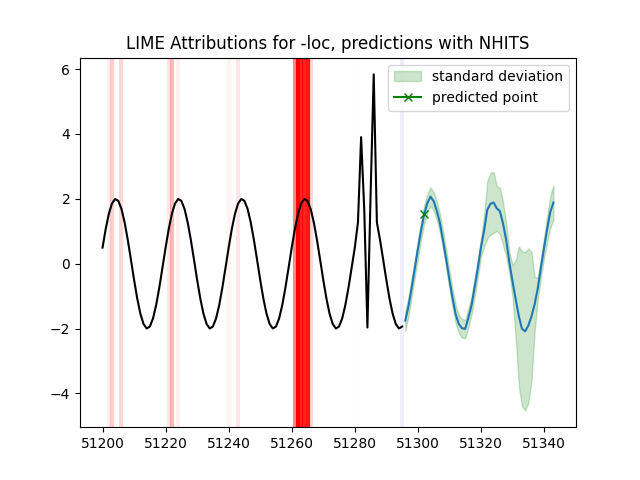 LIME Attributions for -loc, predictions with NHITS
standard deviation
predicted point
6
4
2
0
−2
−4
51200 51220 51240 51260 51280 51300 51320 51340